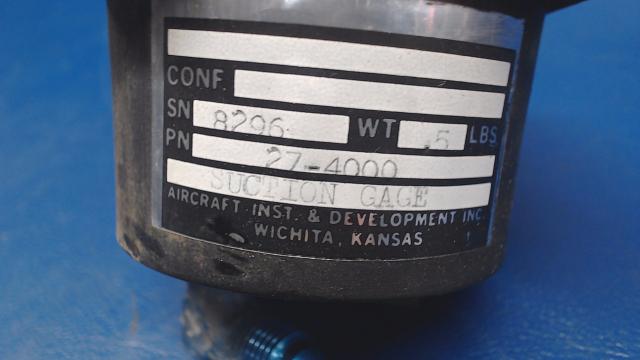 CONF.
SN 8296 WT .5 LBS
PN 27-4000
SUCTION GAGE
AIRCRAFT INST. & DEVELOPMENT INC.
WICHITA, KANSAS